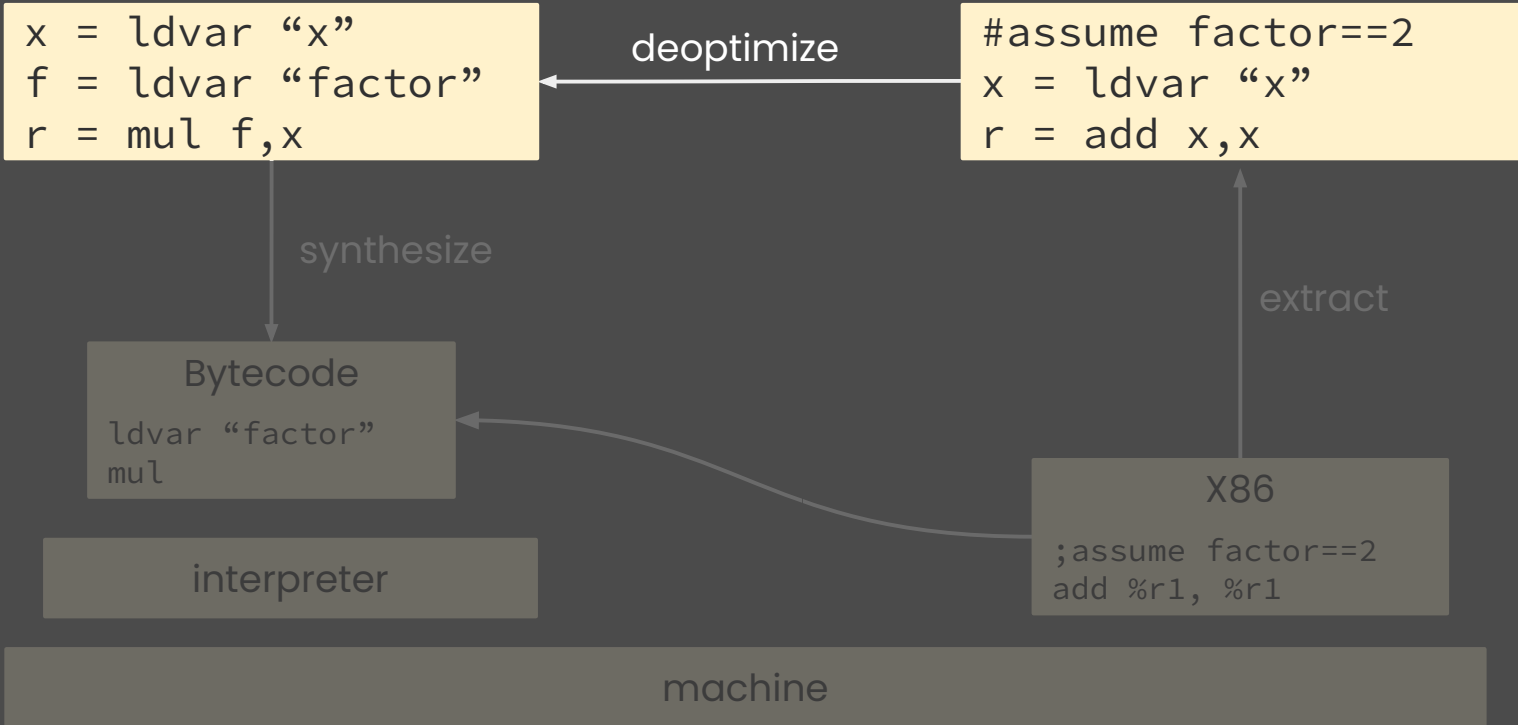 x = ldvar “x”
f = ldvar “factor”
r = mul f,x
deoptimize
#assume factor==2
x = ldvar “x”
r = add x,x
synthesize
extract
Bytecode
ldvar “factor”
mul
X86
;assume factor==2
add %r1, %r1
interpreter
machine